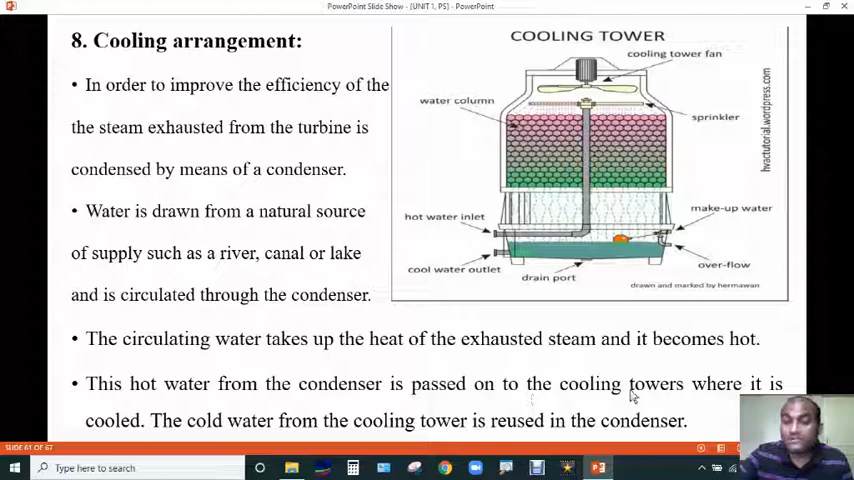 PowerPoint Slide Show - [UNIT 1, PS] - PowerPoint
8. Cooling arrangement:
• In order to improve the efficiency of the
the steam exhausted from the turbine is
condensed by means of a condenser.
• Water is drawn from a natural source
of supply such as a river, canal or lake
and is circulated through the condenser.
COOLING TOWER
cooling tower fan
water column
sprinkler
hvactutorial.wordpress.com
hot water inlet
make-up water
cool water outlet
over-flow
drain port
drawn and marked by hermawan
• The circulating water takes up the heat of the exhausted steam and it becomes hot.
• This hot water from the condenser is passed on to the cooling towers where it is
cooled. The cold water from the cooling tower is reused in the condenser.
SLIDE 61 OF 67
Type here to search